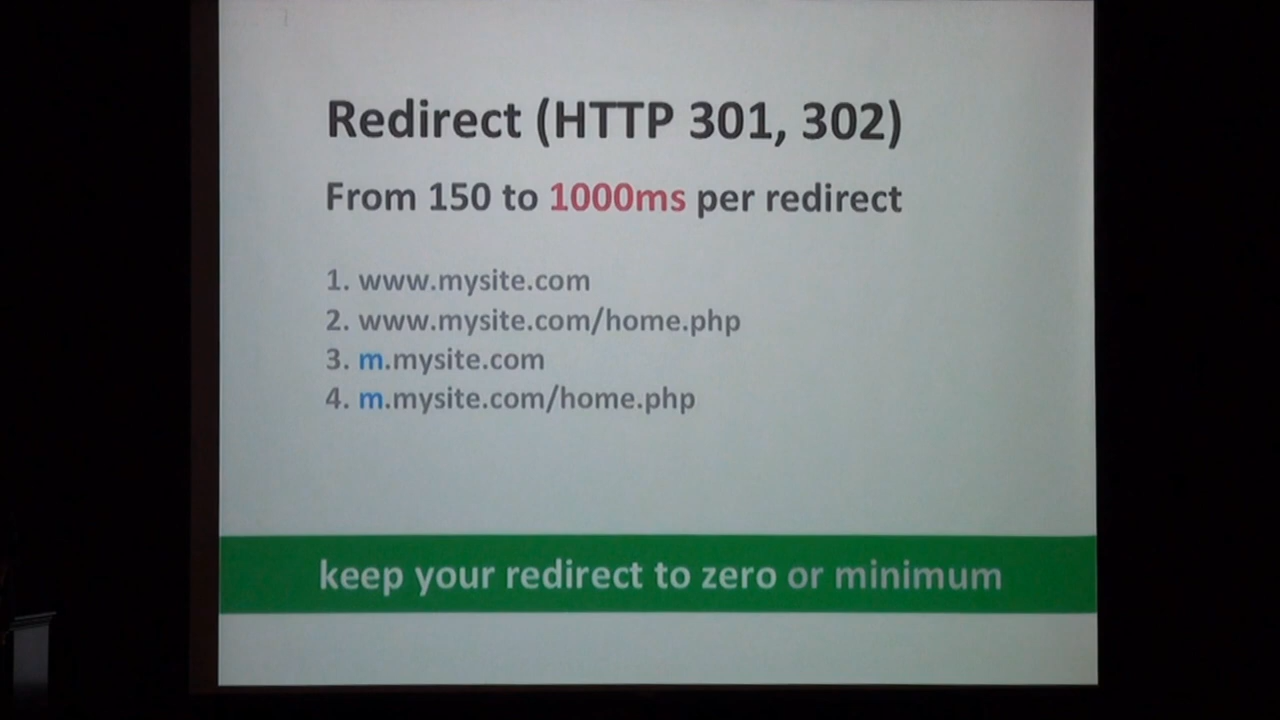 Redirect (HTTP 301, 302)
From 150 to 1000ms per redirect
1. www.mysite.com
2. www.mysite.com/home.php
3. m.mysite.com
4. m.mysite.com/home.php
keep your redirect to zero or minimum